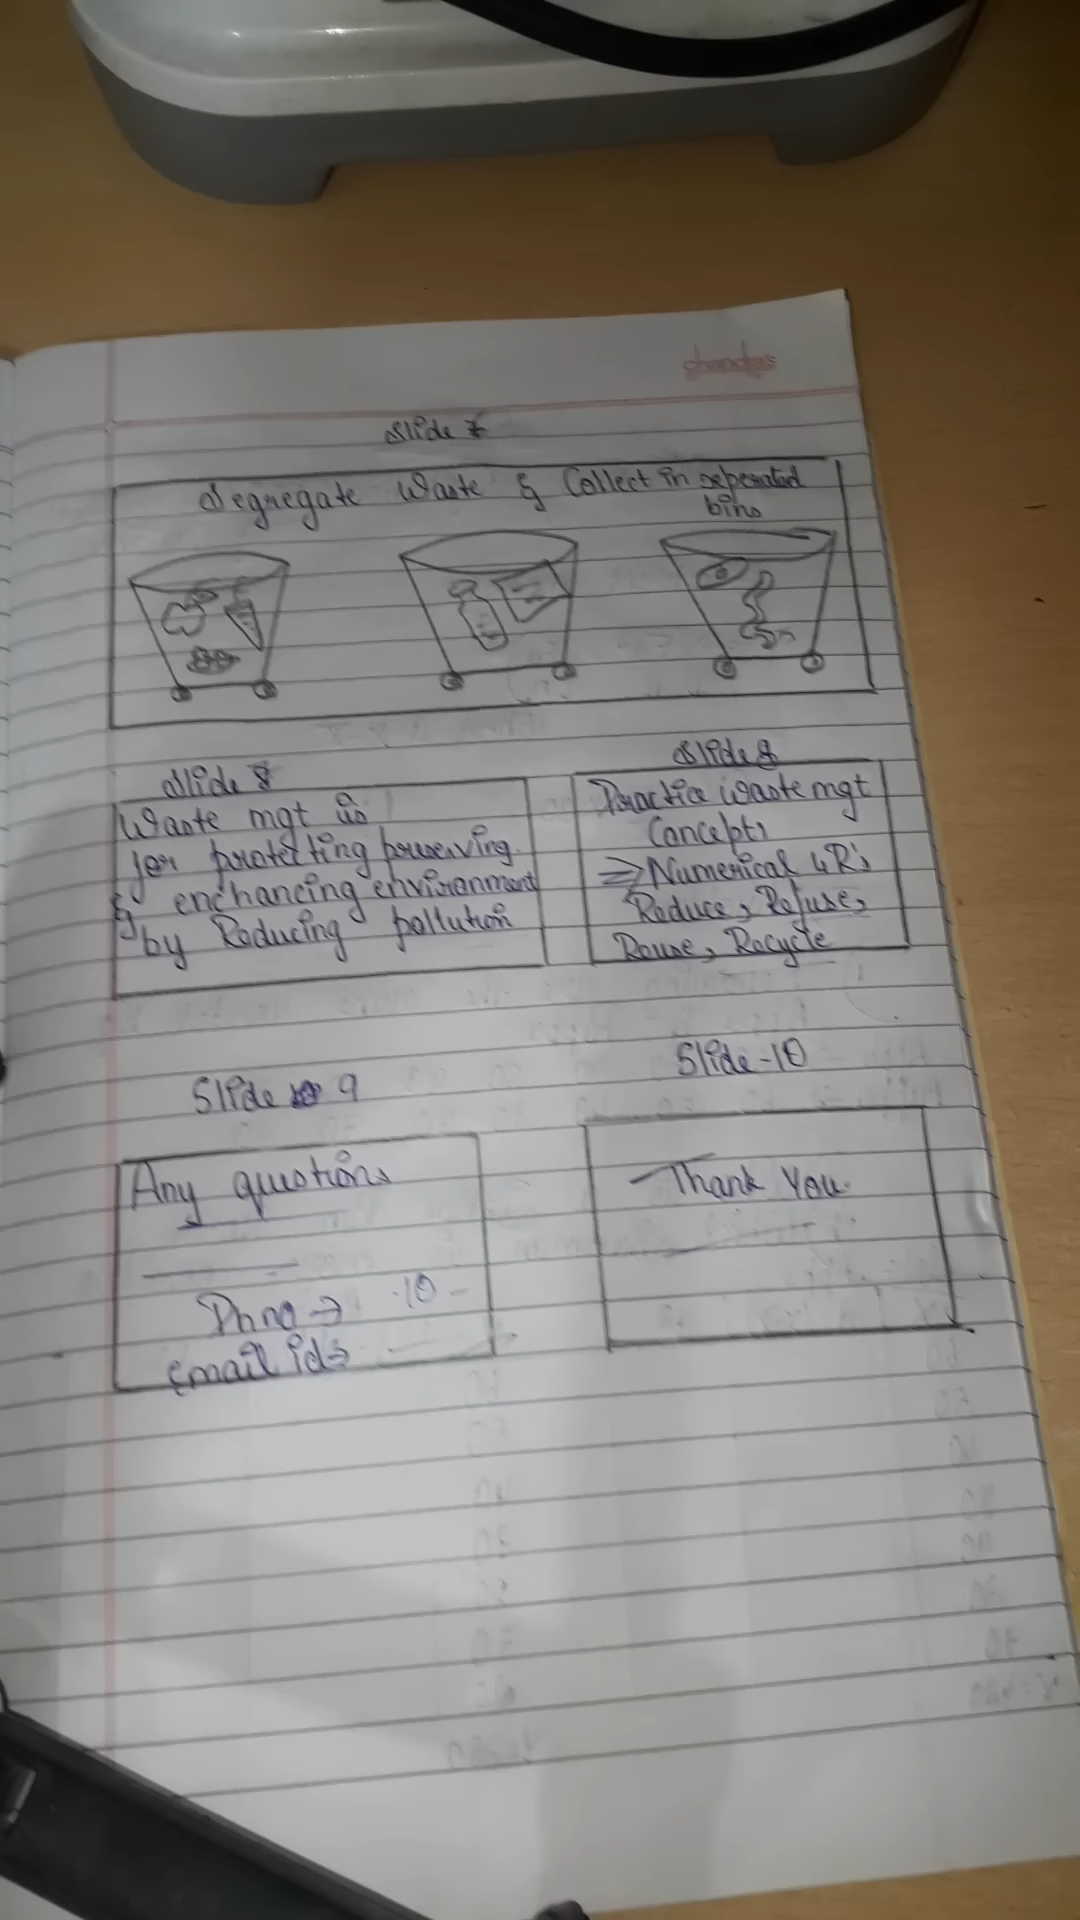 chandra's
Slide 7
Segregate Waste & Collect in seperated
bins
Slide 8
Waste mgt is
for protecting preserving
& enchancing environment
by Reducing pollution
Slide 8
Practice waste mgt
Concepts
⇒ Numerical 4R's
Reduce, Refuse,
Reuse, Recycle
Slide 9
Any questions
email ids
Slide-10
Thank You.